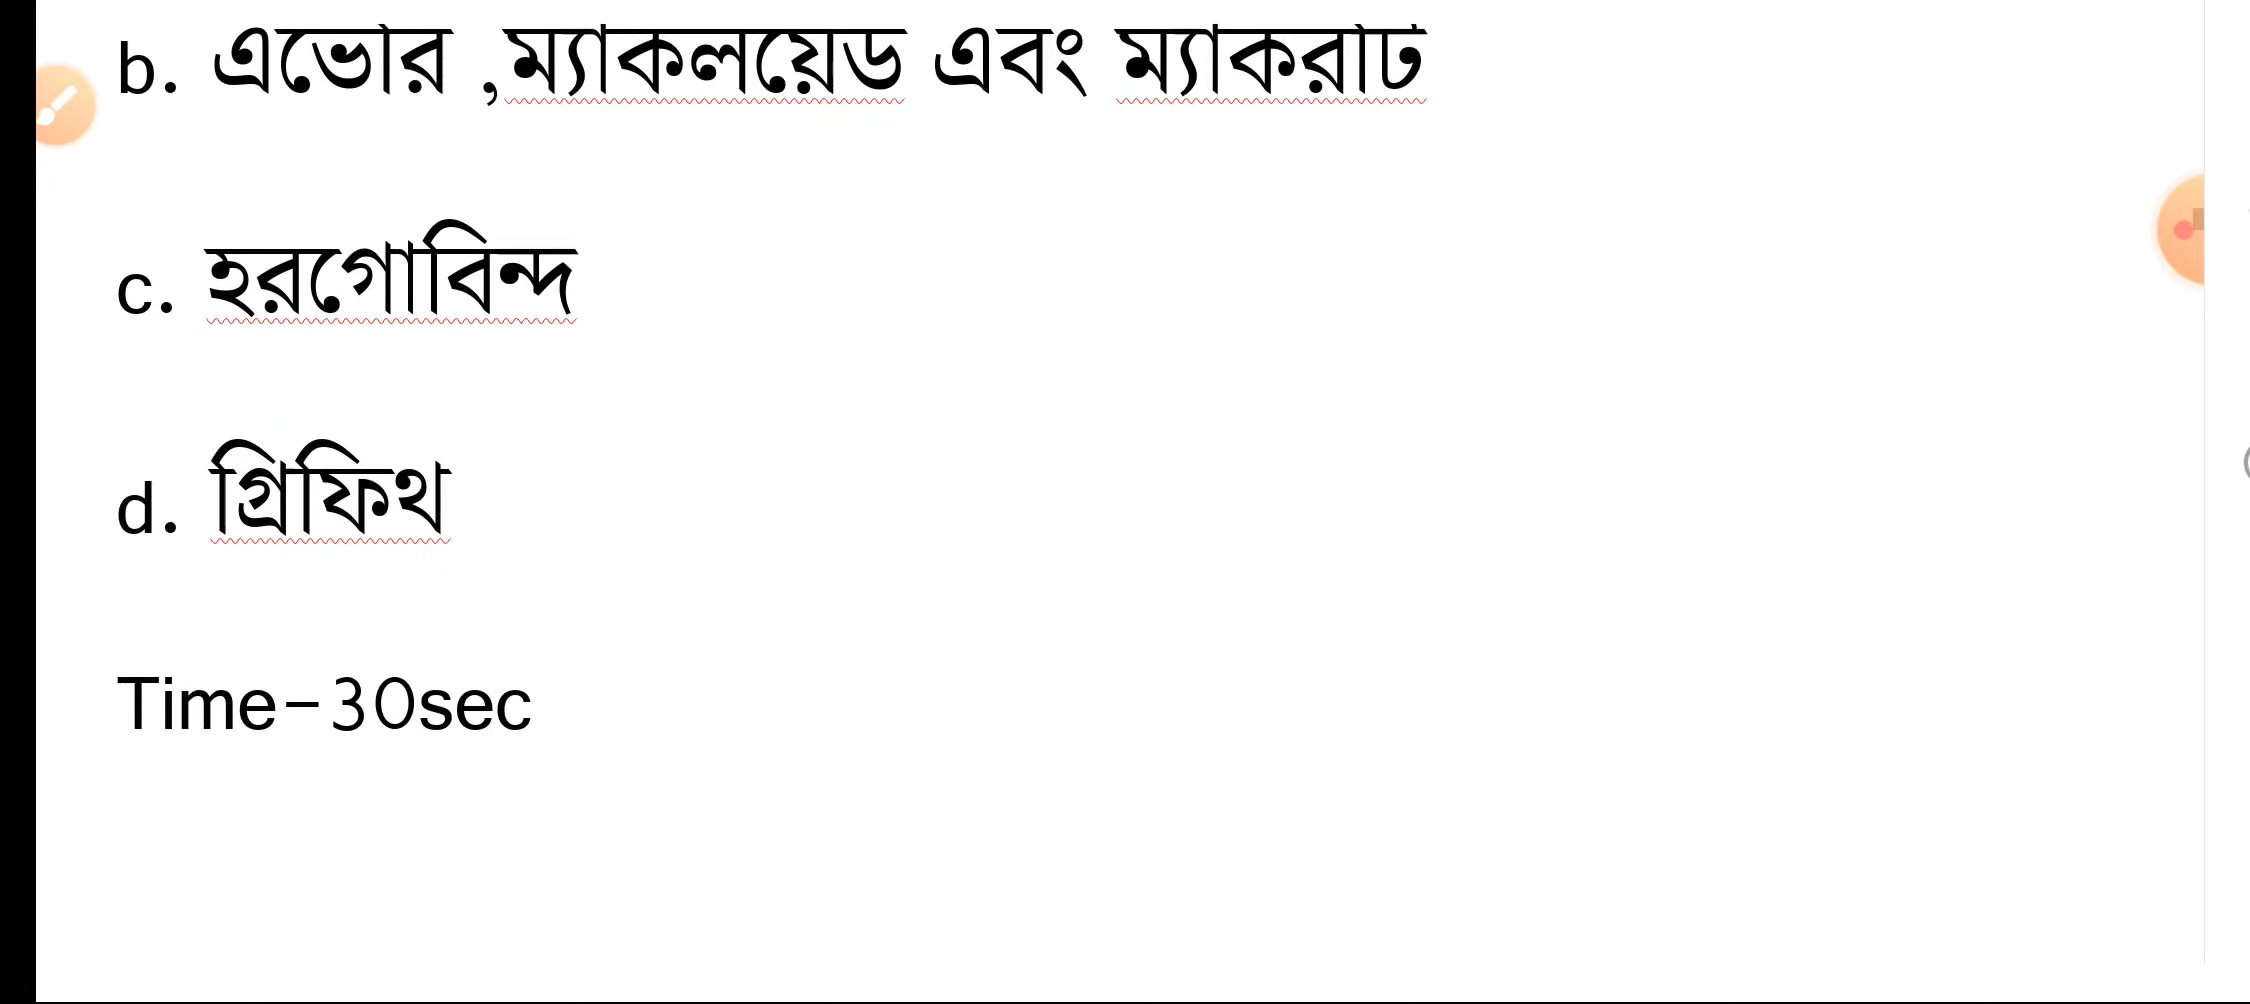 b. এভোর ,ম্যাকলয়েড এবং ম্যাকরাট
c. হরগোবিন্দ
d. গ্রিফিথ
Time-30sec